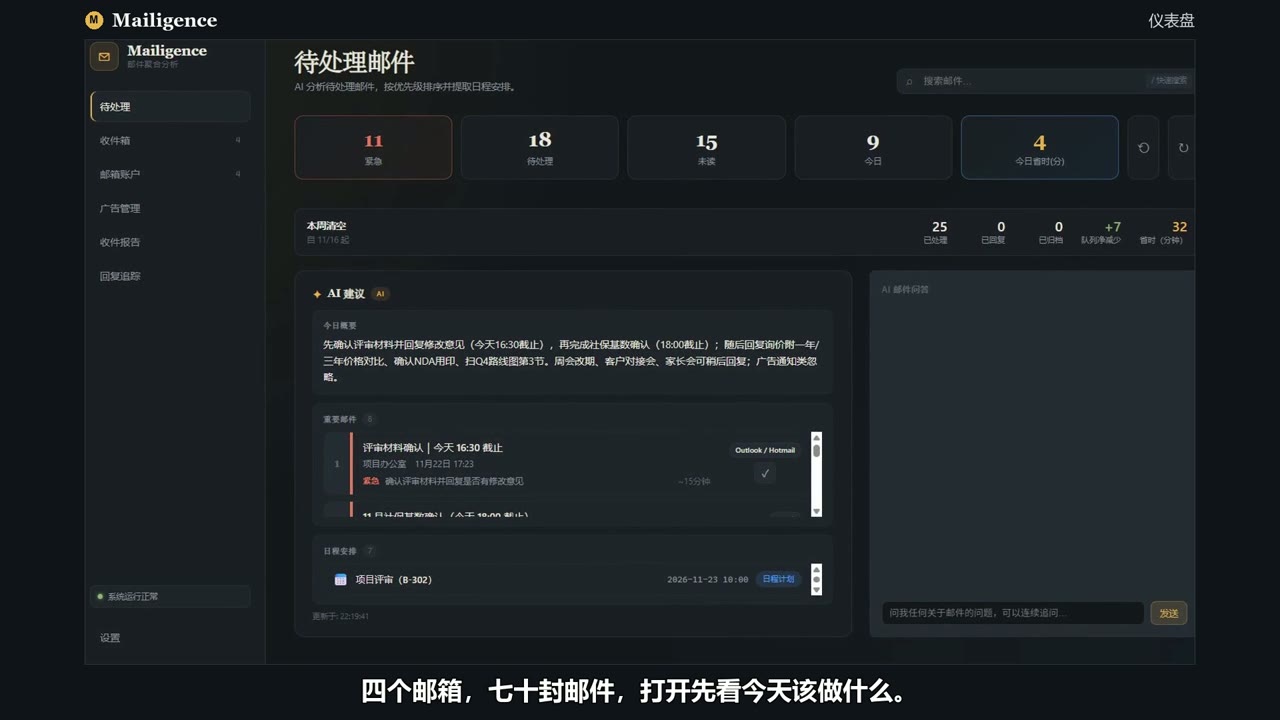 M Mailigence
仪表盘
Mailigence
邮件聚合分析
待处理
收件箱 4
邮箱账户 4
广告管理
收件报告
回复追踪
系统运行正常
设置
待处理邮件
AI 分析待处理邮件，按优先级排序并提取日程安排。
搜索邮件...
/ 快速搜索
11
紧急
18
待处理
15
未读
9
今日
4
今日省时(分)
本周清空
自 11/16 起
25
已处理
0
已回复
0
已归档
+7
队列净减少
32
省时（分钟）
AI 建议 AI
今日概要
先确认评审材料并回复修改意见（今天16:30截止），再完成社保基数确认（18:00截止）；随后回复询价附一年/
三年价格对比、确认NDA用印、扫Q4路线图第3节。周会改期、客户对接会、家长会可稍后回复；广告通知类忽
略。
重要邮件 8
1
评审材料确认 | 今天 16:30 截止
项目办公室 11月22日 17:23
紧急 确认评审材料并回复是否有修改意见
~15分钟
Outlook / Hotmail
11 月社保基数确认（今天 18:00 截止）
日程安排 7
项目评审（B-302）
2026-11-23 10:00
日程计划
更新于: 22:19:41
AI 邮件问答
问我任何关于邮件的问题，可以连续追问...
发送
四个邮箱，七十封邮件，打开先看今天该做什么。